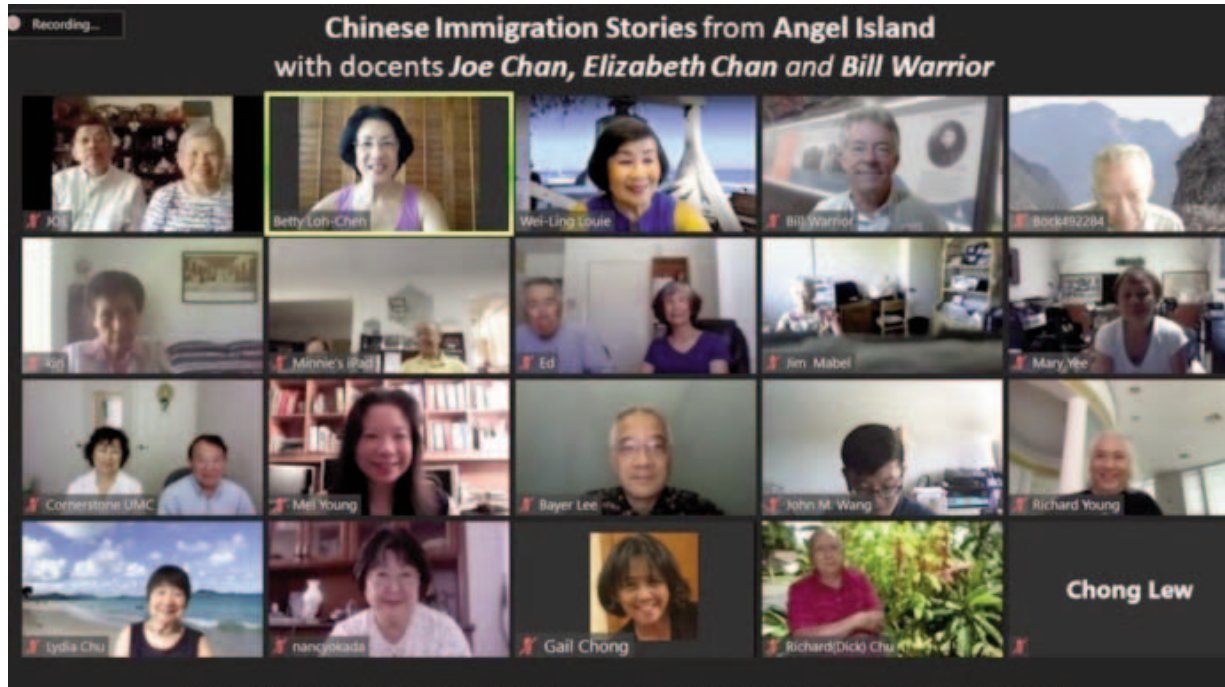 Recording...
Chinese Immigration Stories from Angel Island
with docents Joe Chan, Elizabeth Chan and Bill Warrior
JOE
Betty Loh-Chen
Wei-Ling Louie
Bill Warrior
Bock492284
Minnie's iPad
Ed
Jim Mabel
Mary Yee
Cornerstone UMC
Mel Young
Bayer Lee
John M. Wang
Richard Young
Lydia Chu
nancyokada
Gail Chong
Richard(Dick) Chu
Chong Lew